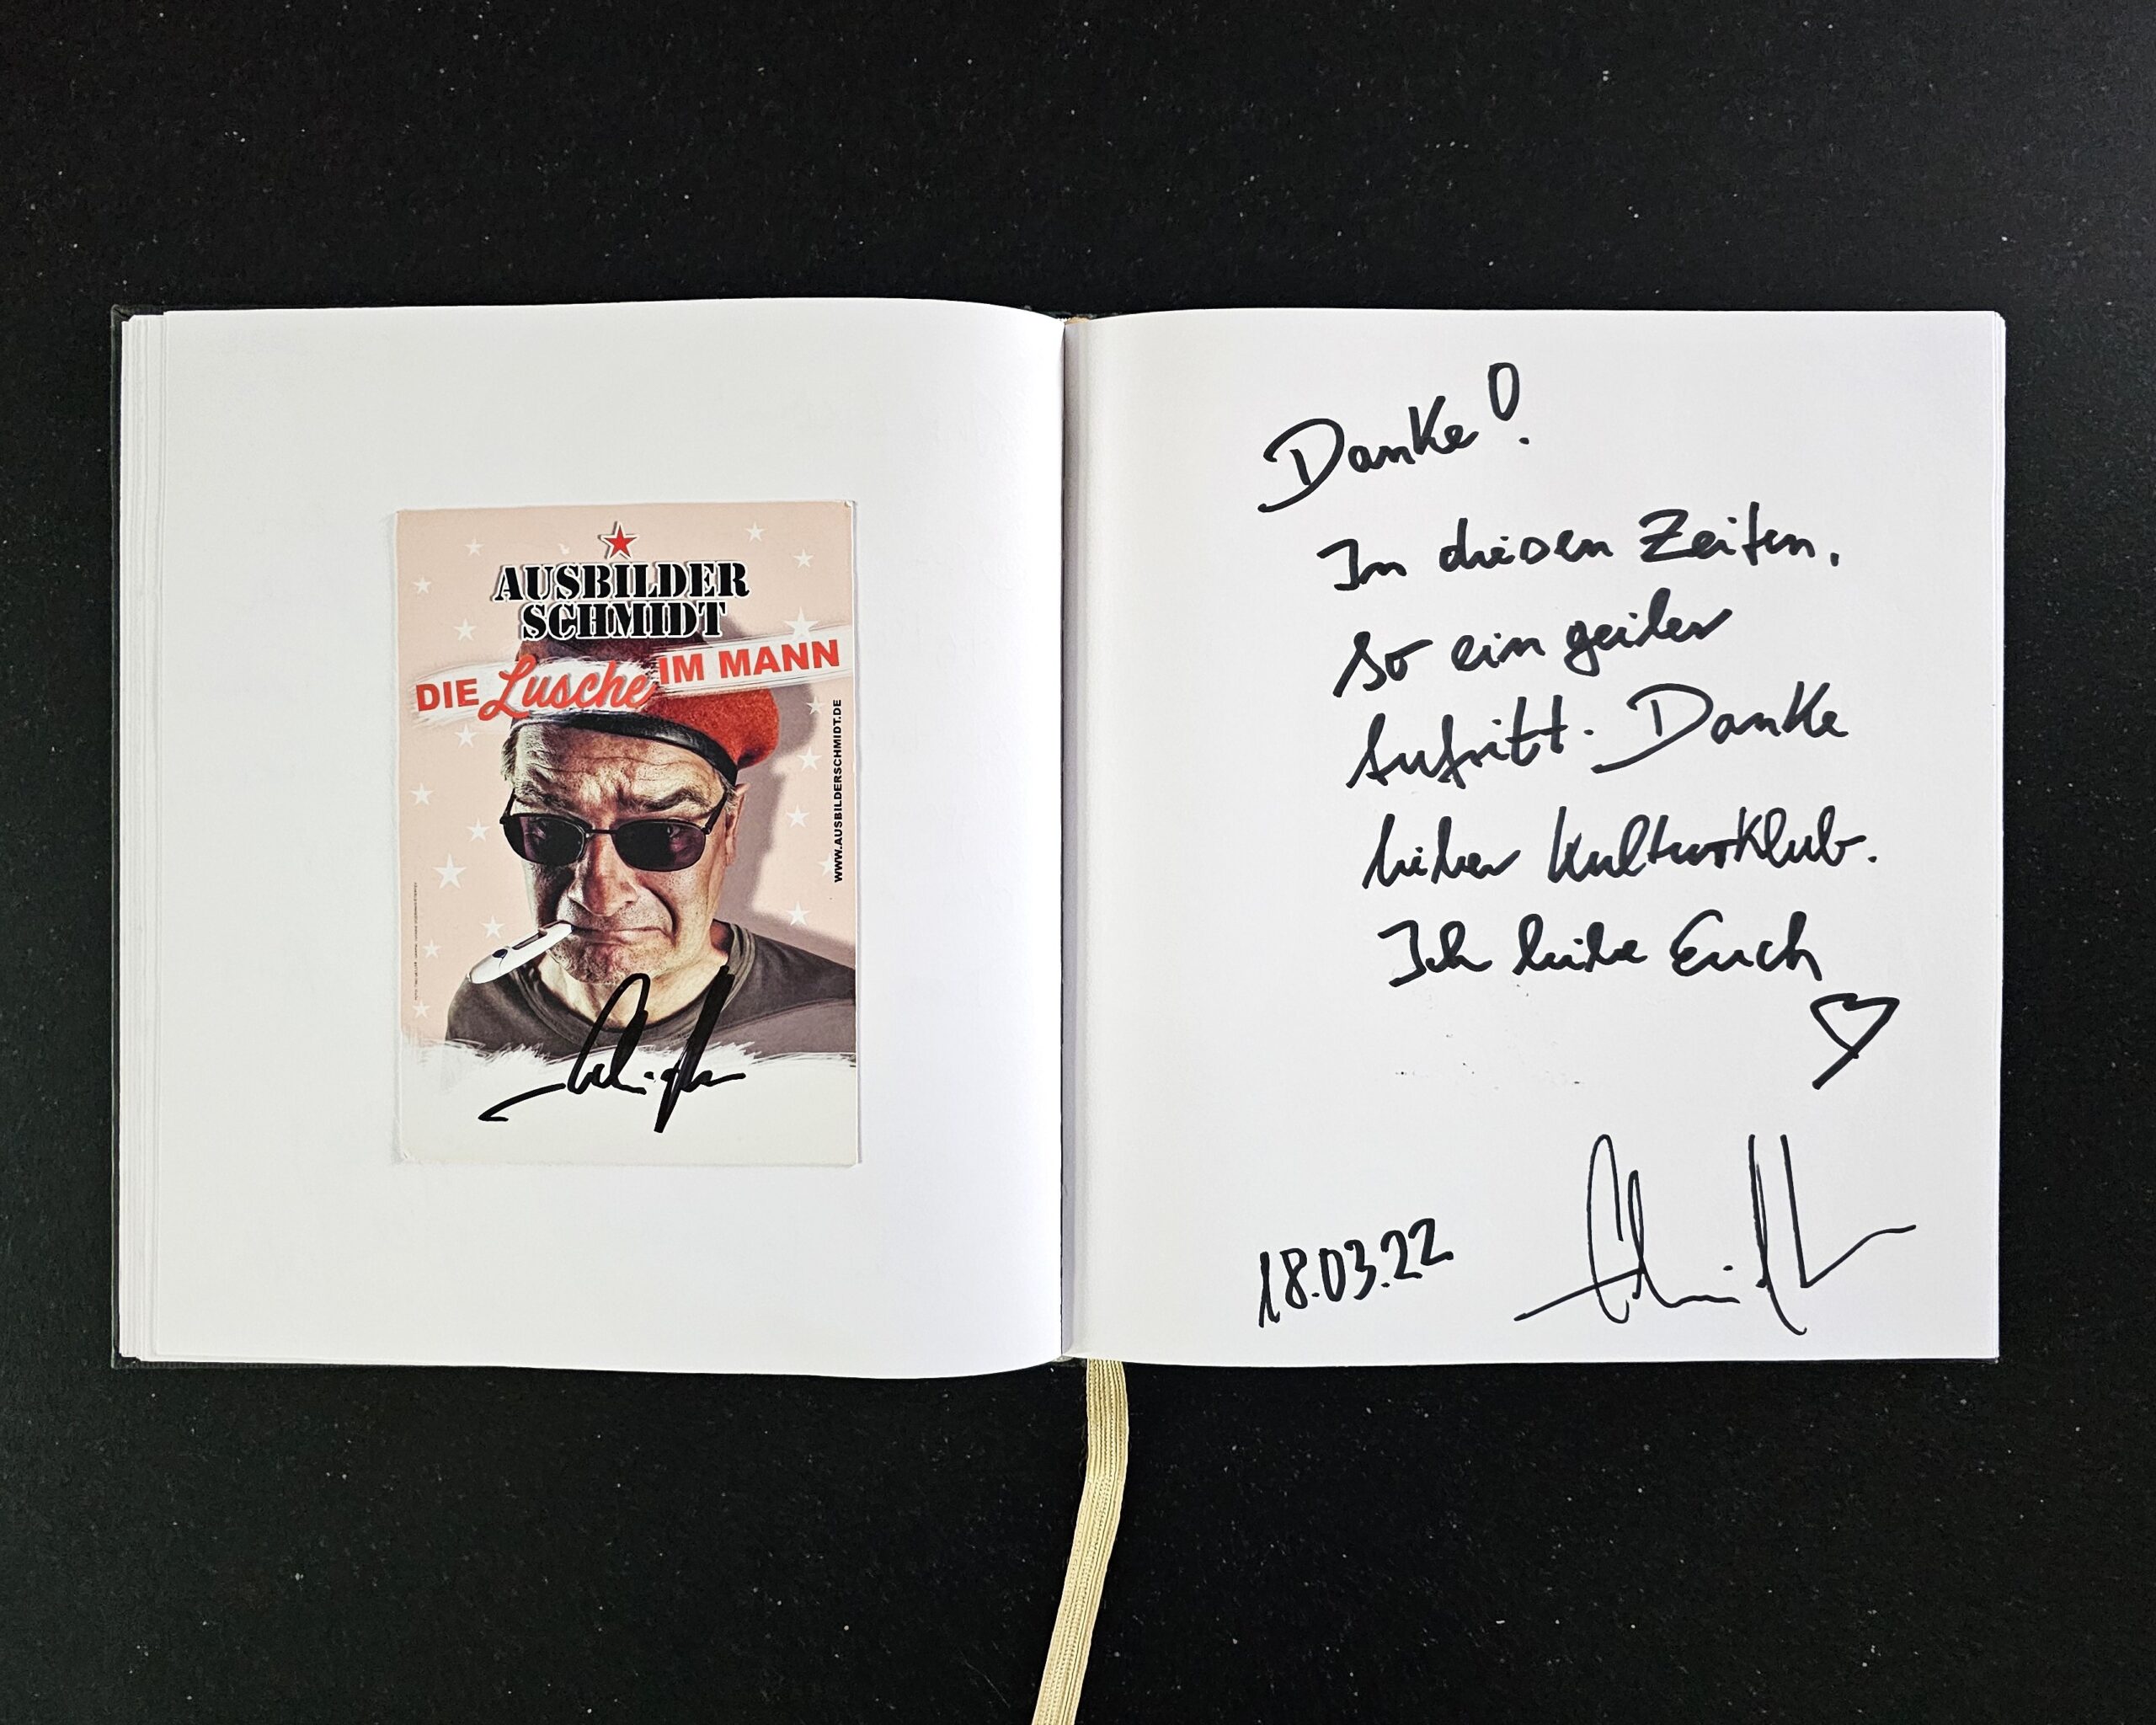 AUSBILDER
SCHMIDT
DIE Lusche IM MANN
WWW.AUSBILDERSCHMIDT.DE
Danke!
In diesen Zeiten,
so ein geiler
Aufritt. Danke
lieber Kulturklub.
Ich liebe Euch
18.03.22